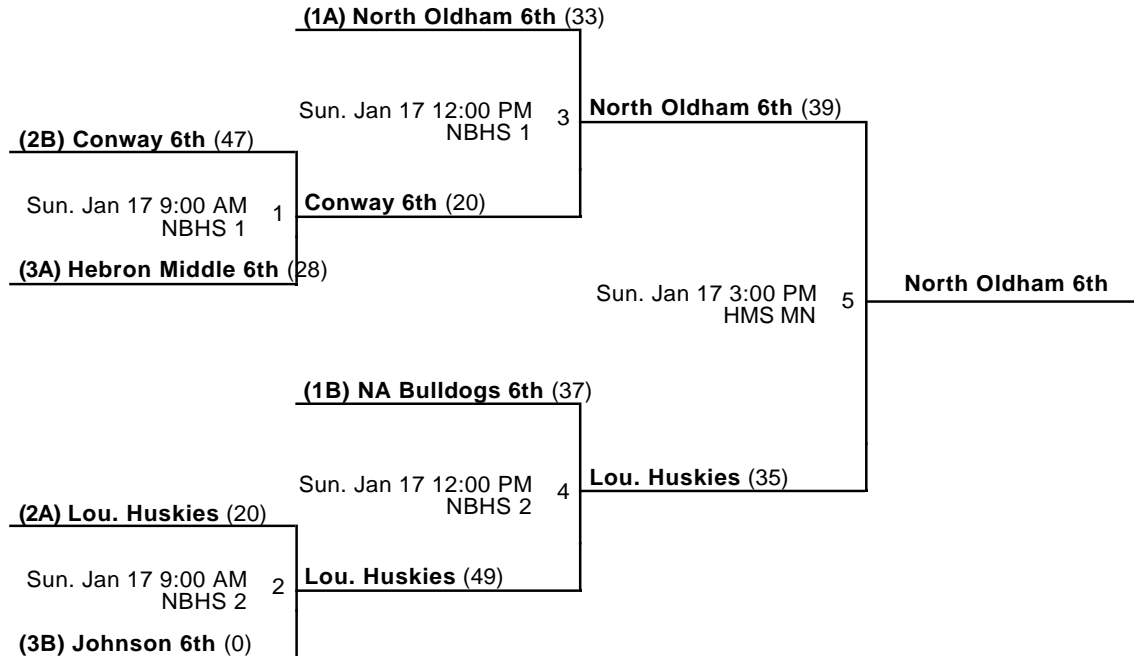 (1A) North Oldham 6th (33)
Sun. Jan 17 12:00 PM 3
NBHS 1
North Oldham 6th (39)
(2B) Conway 6th (47)
Sun. Jan 17 9:00 AM 1
NBHS 1
Conway 6th (20)
(3A) Hebron Middle 6th (28)
Sun. Jan 17 3:00 PM 5
HMS MN
North Oldham 6th
(1B) NA Bulldogs 6th (37)
Sun. Jan 17 12:00 PM 4
NBHS 2
Lou. Huskies (35)
(2A) Lou. Huskies (20)
Sun. Jan 17 9:00 AM 2
NBHS 2
Lou. Huskies (49)
(3B) Johnson 6th (0)